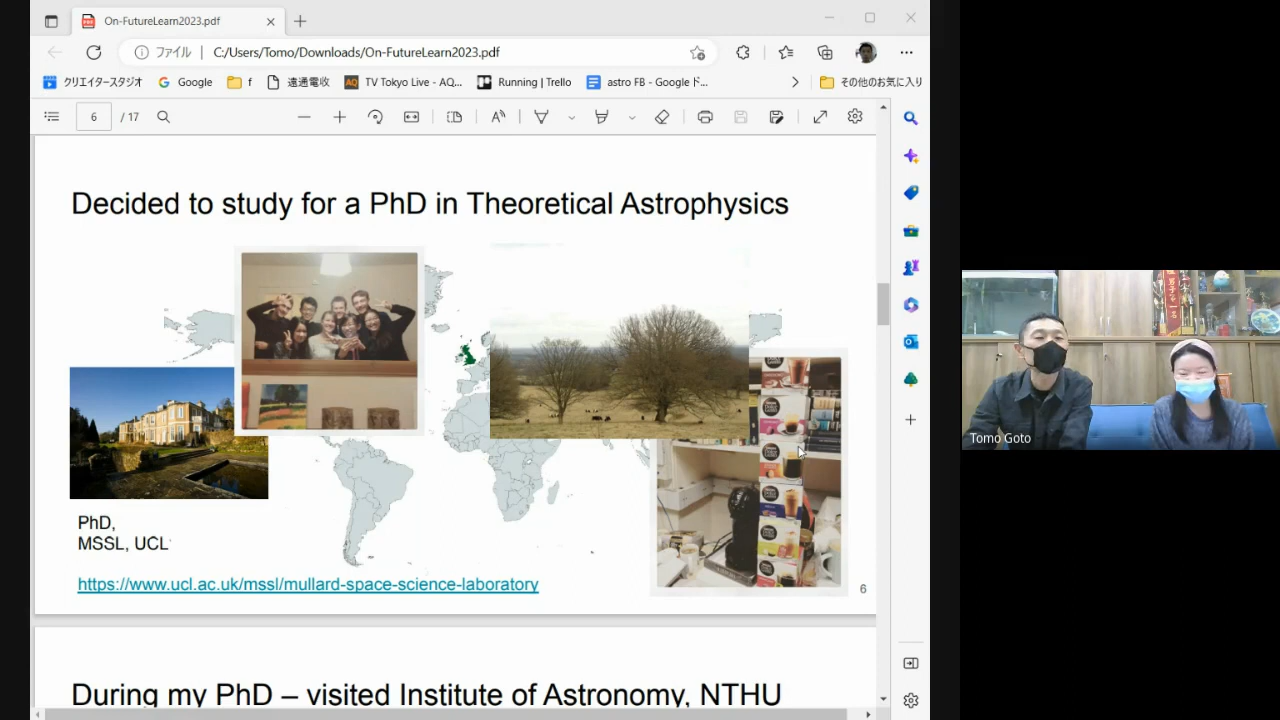 On-FutureLearn2023.pdf
ファイル
C:/Users/Tomo/Downloads/On-FutureLearn2023.pdf
クリエイタースタジオ
Google
f
遠通電収
TV Tokyo Live - AQ...
Running | Trello
astro FB - Google ド...
その他のお気に入り
6 / 17
Decided to study for a PhD in Theoretical Astrophysics
PhD,
MSSL, UCL
https://www.ucl.ac.uk/mssl/mullard-space-science-laboratory
6
During my PhD – visited Institute of Astronomy, NTHU
Tomo Goto